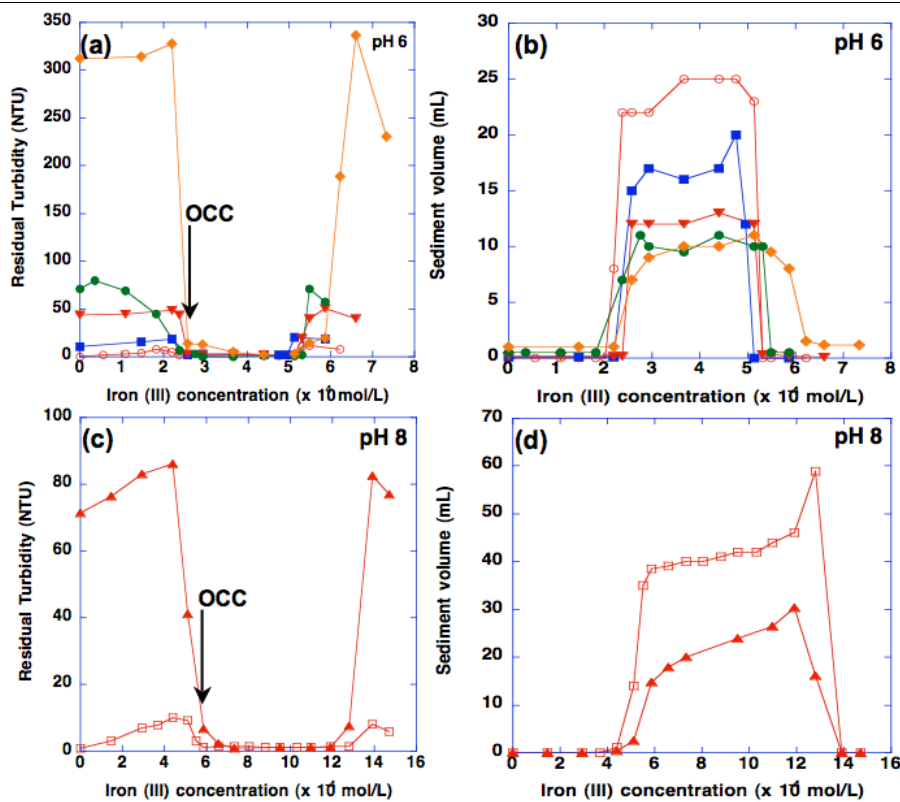 (a)
pH 6
Residual Turbidity (NTU)
350
300
250
200
150
100
50
0
OCC
0 1 2 3 4 5 6 7 8
Iron (III) concentration (x 10⁴ mol/L)
(b)
pH 6
Sediment volume (mL)
30
25
20
15
10
5
0
0 1 2 3 4 5 6 7 8
Iron (III) concentration (x 10⁴ mol/L)
(c)
pH 8
Residual Turbidity (NTU)
100
80
60
40
20
0
OCC
0 2 4 6 8 10 12 14 16
Iron (III) concentration (x 10⁴ mol/L)
(d)
pH 8
Sediment volume (mL)
70
60
50
40
30
20
10
0
0 2 4 6 8 10 12 14 16
Iron (III) concentration (x 10⁴ mol/L)